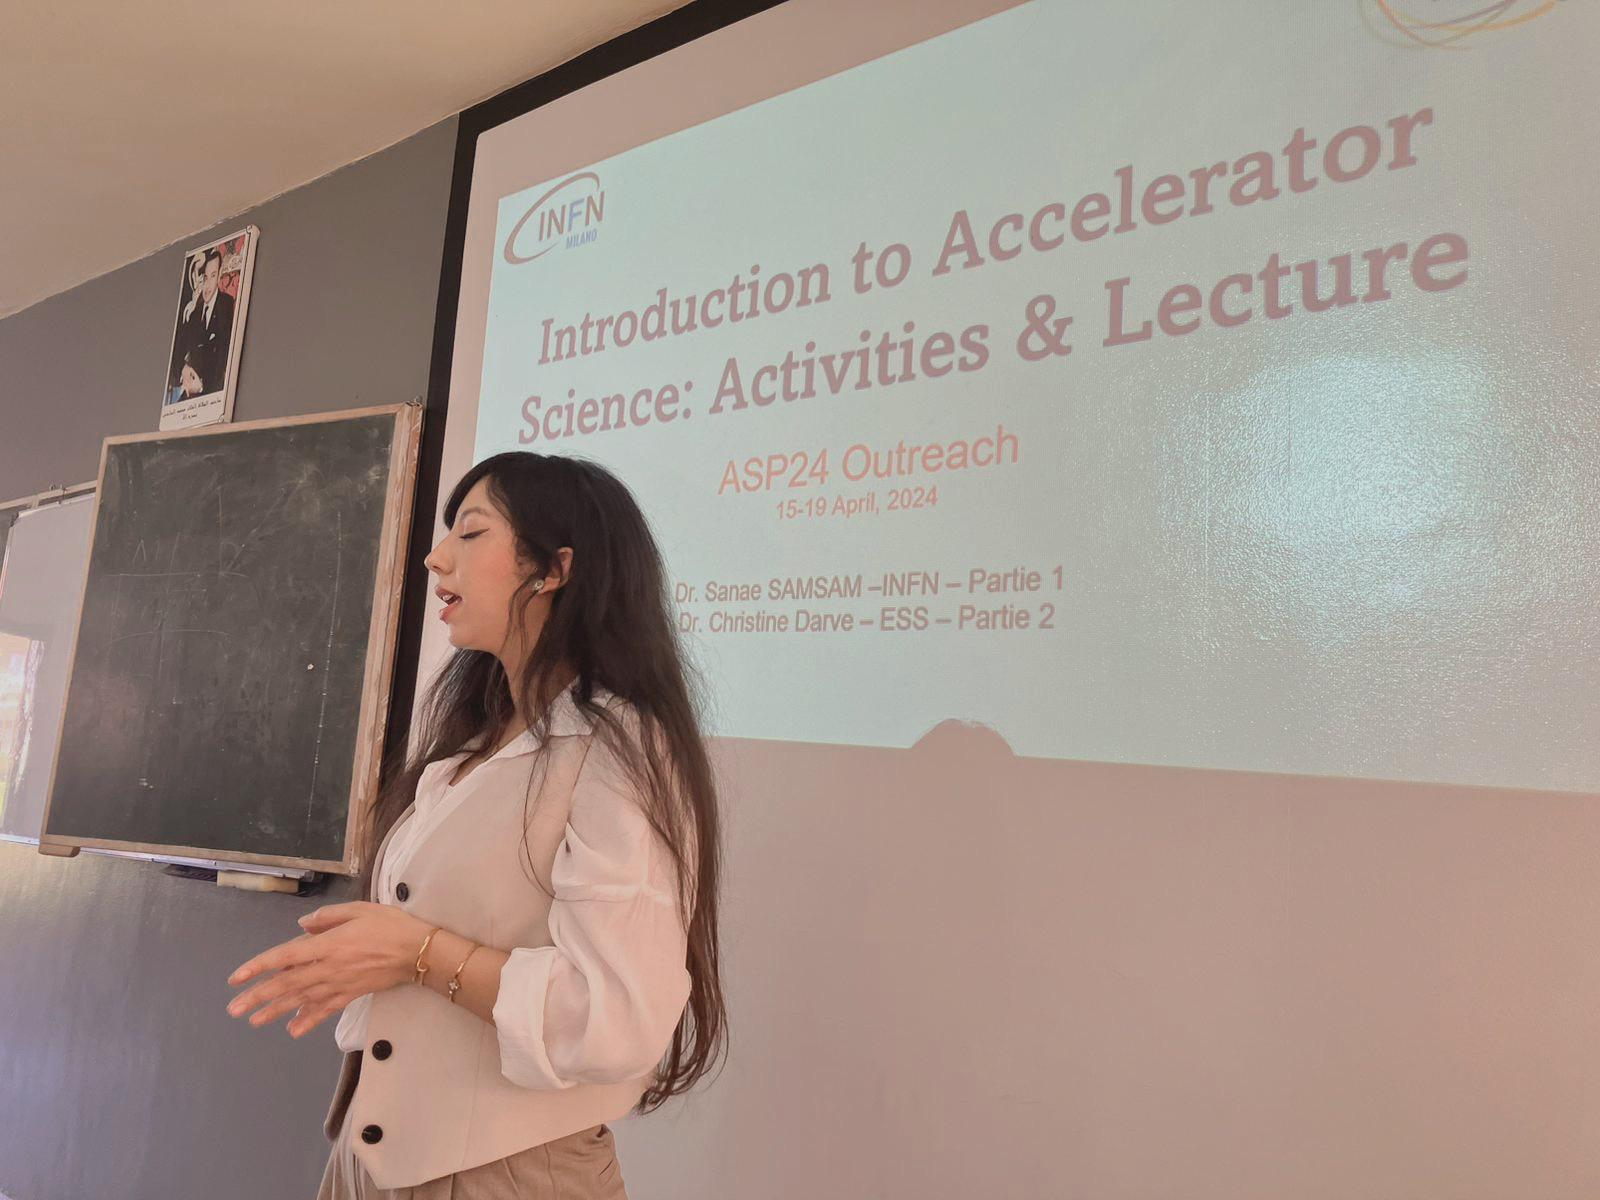 INFN
MILANO
Introduction to Accelerator
Science: Activities & Lecture
ASP24 Outreach
15-19 April, 2024
Dr. Sanae SAMSAM –INFN – Partie 1
Dr. Christine Darve – ESS – Partie 2